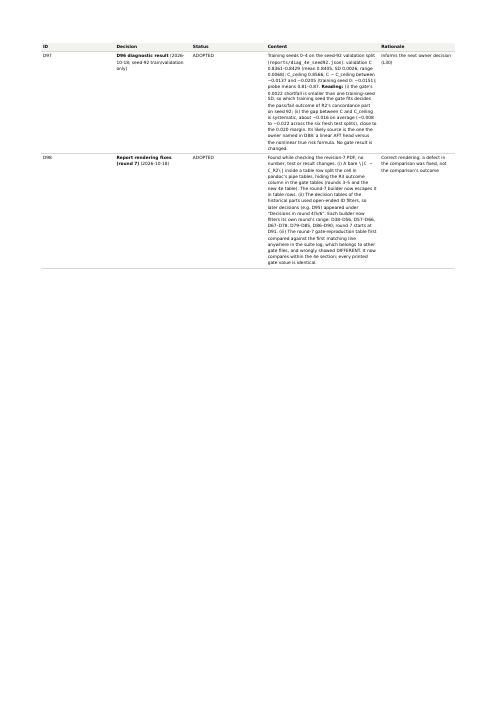 ID Decision Status Content Rationale
D97 D96 diagnostic result (2026-10-18; seed-92 train/validation only) ADOPTED
Training seeds 0–4 on the seed-92 validation split
(reports/diag_4e_seed92.json): validation C
0.8361–0.8429 (mean 0.8405, SD 0.0026, range
0.0068); C_ceiling 0.8566; C − C_ceiling between
−0.0137 and −0.0205 (training seed 0: −0.0151);
probe means 0.81–0.87. Reading: (i) the gate's
0.0022 shortfall is smaller than one training-seed
SD, so which training seed the gate fits
decides the pass/fail outcome of R2's concordance part
on seed 92; (ii) the gap between C and C_ceiling
is systematic, about −0.016 on average (−0.008
to −0.022 across the six fresh test splits), close to
the 0.020 margin. Its likely source is the one the
owner named in D88: a linear AFT head versus
the nonlinear true risk formula. No gate result is
changed.
Informs the next owner decision
(L30)
D98 Report rendering fixes
(round 7) (2026-10-18)
ADOPTED
Found while checking the revision-7 PDF; no
number, test or result changes. (i) A bare \|C −
C_R2\| inside a table row split the cell in
pandoc's pipe tables, hiding the R3 outcome
column in the gate tables (rounds 3–5 and the
new 4e table). The round-7 builder now escapes it
in table rows. (ii) The decision tables of the
historical parts used open-ended ID filters, so
later decisions (e.g. D95) appeared under
"Decisions in round 4/5/6". Each builder now
filters its own round's range: D38–D56, D57–D66,
D67–D78, D79–D85, D86–D90; round 7 starts at
D91. (iii) The round-7 gate-reproduction table first
compared against the first matching line
anywhere in the suite log, which belongs to other
gate files, and wrongly showed DIFFERENT; it now
compares within the 4e section; every printed
gate value is identical.
Correct rendering; a defect in
the comparison was fixed, not
the comparison's outcome